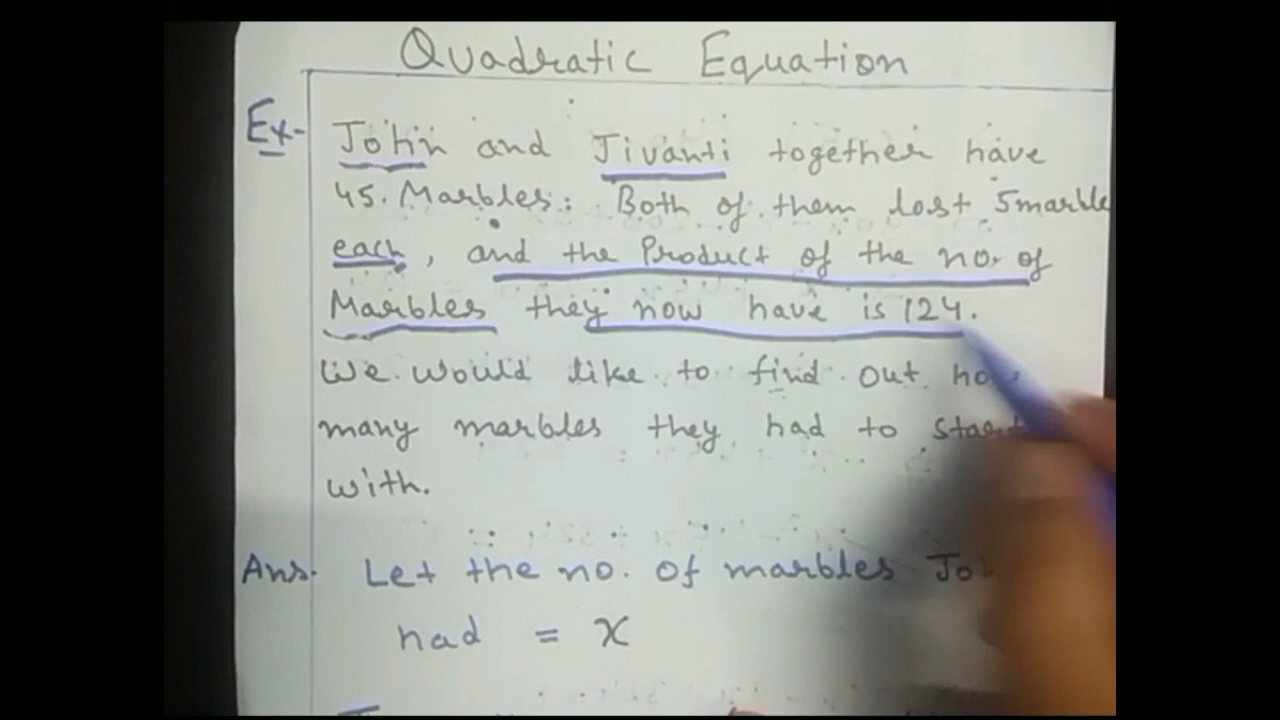 Quadratic Equation
Ex- John and Jivanti together have
45. Marbles: Both of them lost 5 marble
each, and the Product of the no. of
Marbles they now have is 124.
We would like to find out
many marbles they had to
with.
Ans. Let the no. of marbles
had = x